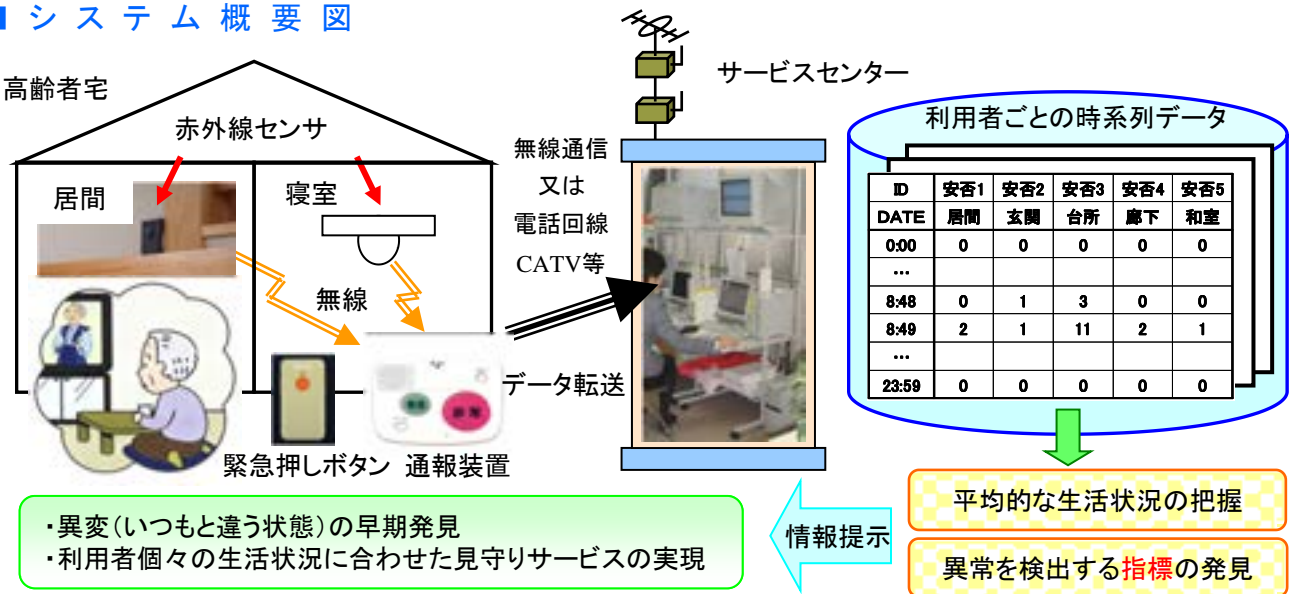 システム概要図
高齢者宅
赤外線センサ
居間
寝室
無線
緊急押しボタン
通報装置
無線通信
又は
電話回線
CATV等
データ転送
サービスセンター
利用者ごとの時系列データ
ID 安否1 安否2 安否3 安否4 安否5
DATE 居間 玄関 台所 廊下 和室
0:00 0 0 0 0 0
…
8:48 0 1 3 0 0
8:49 2 1 11 2 1
…
23:59 0 0 0 0 0
平均的な生活状況の把握
異常を検出する指標の発見
情報提示
・異変(いつもと違う状態)の早期発見
・利用者個々の生活状況に合わせた見守りサービスの実現